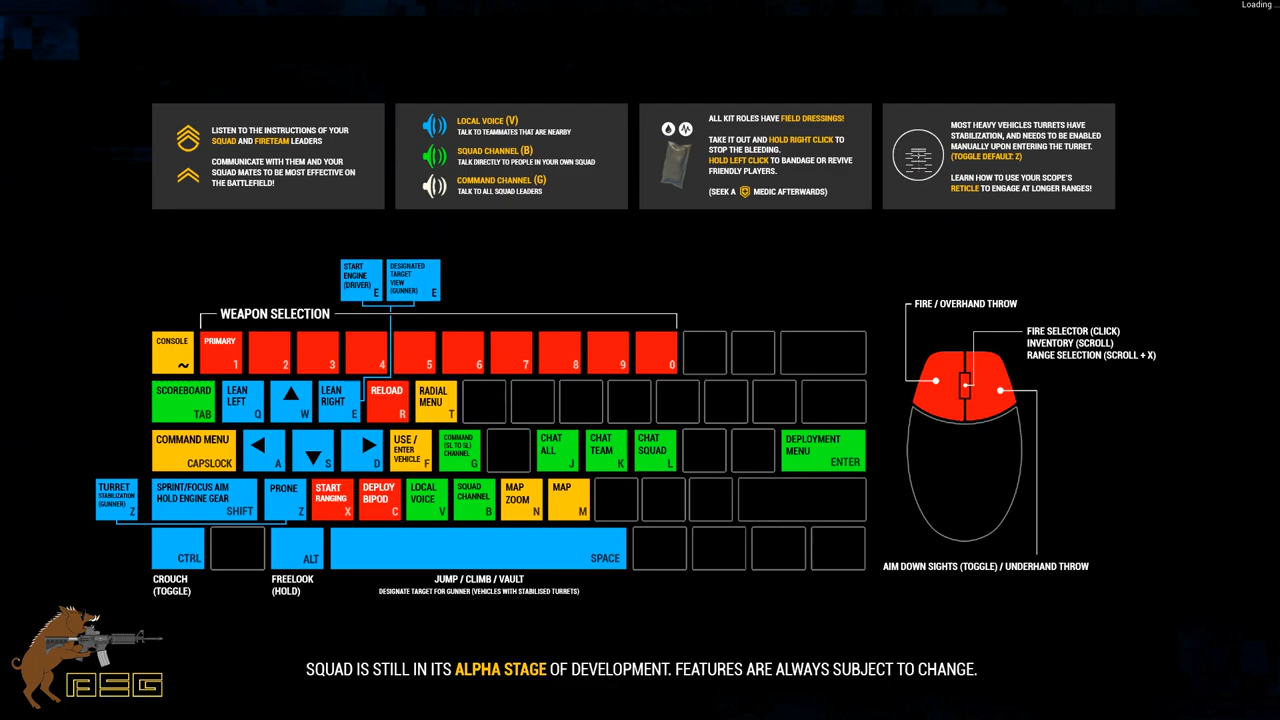 Loading ...
LISTEN TO THE INSTRUCTIONS OF YOUR
SQUAD AND FIRETEAM LEADERS
COMMUNICATE WITH THEM AND YOUR
SQUAD MATES TO BE MOST EFFECTIVE ON
THE BATTLEFIELD!
LOCAL VOICE (V)
TALK TO TEAMMATES THAT ARE NEARBY
SQUAD CHANNEL (B)
TALK DIRECTLY TO PEOPLE IN YOUR OWN SQUAD
COMMAND CHANNEL (G)
TALK TO ALL SQUAD LEADERS
ALL KIT ROLES HAVE FIELD DRESSINGS!
TAKE IT OUT AND HOLD RIGHT CLICK TO
STOP THE BLEEDING.
HOLD LEFT CLICK TO BANDAGE OR REVIVE
FRIENDLY PLAYERS.
(SEEK A MEDIC AFTERWARDS)
MOST HEAVY VEHICLES TURRETS HAVE
STABILIZATION, AND NEEDS TO BE ENABLED
MANUALLY UPON ENTERING THE TURRET.
(TOGGLE DEFAULT: Z)
LEARN HOW TO USE YOUR SCOPE'S
RETICLE TO ENGAGE AT LONGER RANGES!
START
ENGINE
(DRIVER)
E
DESIGNATED
TARGET
VIEW
(GUNNER)
E
WEAPON SELECTION
CONSOLE
~
PRIMARY
1
2
3
4
5
6
7
8
9
0
SCOREBOARD
TAB
LEAN
LEFT
Q
W
LEAN
RIGHT
E
RELOAD
R
RADIAL
MENU
T
COMMAND MENU
CAPSLOCK
A
S
D
USE /
ENTER
VEHICLE
F
COMMAND
(SL TO SL)
CHANNEL
G
CHAT
ALL
J
CHAT
TEAM
K
CHAT
SQUAD
L
DEPLOYMENT
MENU
ENTER
TURRET
STABILIZATION
(GUNNER)
Z
SPRINT/FOCUS AIM
HOLD ENGINE GEAR
SHIFT
PRONE
Z
START
RANGING
X
DEPLOY
BIPOD
C
LOCAL
VOICE
V
SQUAD
CHANNEL
B
MAP
ZOOM
N
MAP
M
CTRL
ALT
SPACE
CROUCH
(TOGGLE)
FREELOOK
(HOLD)
JUMP / CLIMB / VAULT
DESIGNATE TARGET FOR GUNNER (VEHICLES WITH STABILISED TURRETS)
FIRE / OVERHAND THROW
FIRE SELECTOR (CLICK)
INVENTORY (SCROLL)
RANGE SELECTION (SCROLL + X)
AIM DOWN SIGHTS (TOGGLE) / UNDERHAND THROW
SQUAD IS STILL IN ITS ALPHA STAGE OF DEVELOPMENT. FEATURES ARE ALWAYS SUBJECT TO CHANGE.